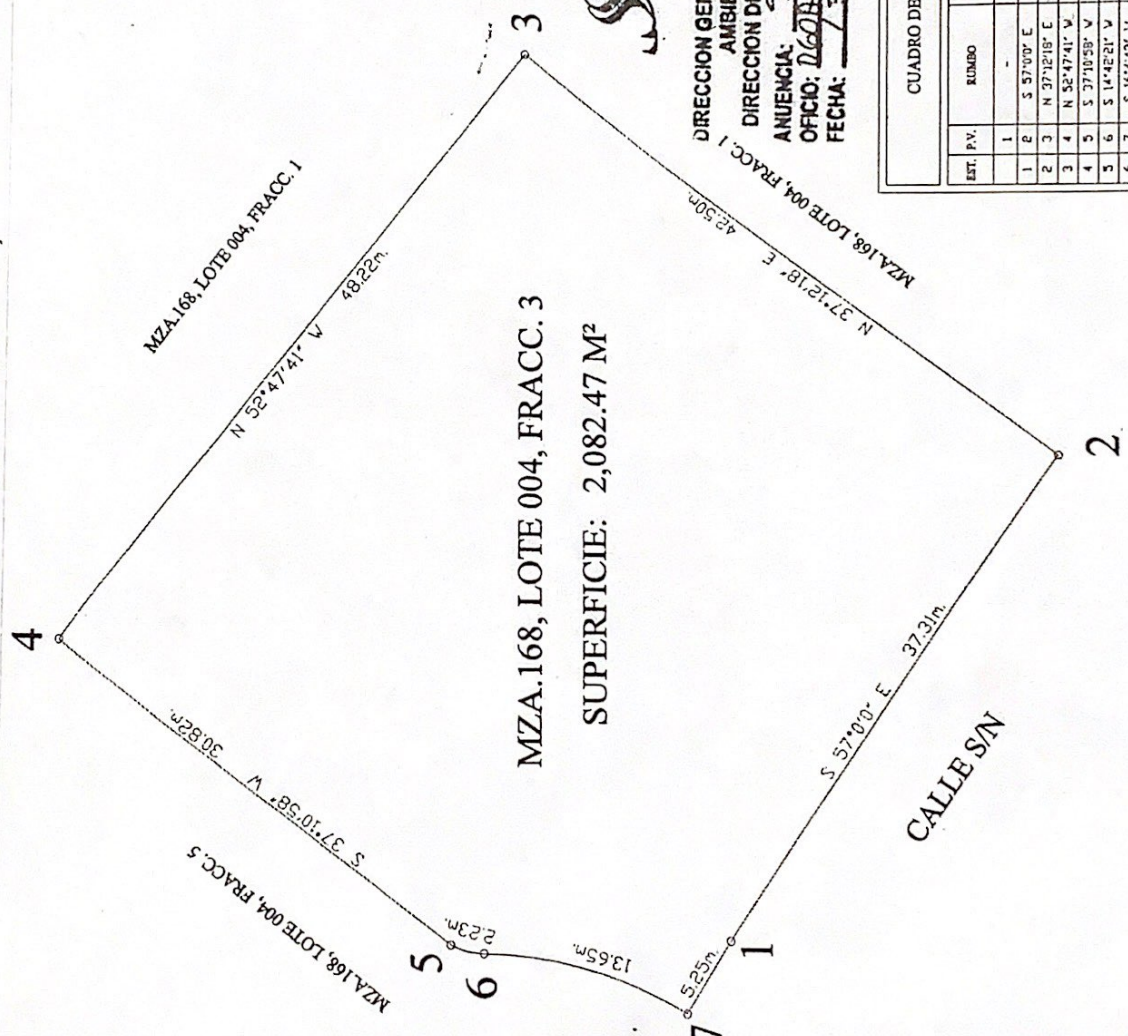 4
3
MZA.168, LOTE 004, FRACC. 1
N 52°47'41" W
48.22m.
30.82m.
S 37°10'58" W
MZA.168, LOTE 004, FRACC. 5
5
2.23m.
6
13.65m.
7
5.25m.
1
S 57°0'0" E
37.31m.
CALLE S/N
2
N 37°12'18" E
42.50m.
MZA.168, LOTE 004, FRACC. 1
MZA.168, LOTE 004, FRACC. 3
SUPERFICIE: 2,082.47 M²
DIRECCION
DIRECCION
ANUENCIA:
OFICIO:
FECHA:
CUADRO DE
EST. P.V. RUMBO
1 -
1 2 S 57°0'0" E
2 3 N 37°12'18" E
3 4 N 52°47'41" W
4 5 S 37°10'58" W
5 6 S 14°42'21" W
6 7